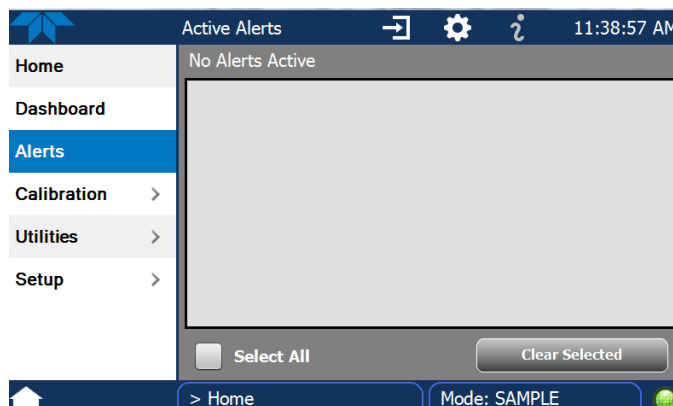 Active Alerts
11:38:57 AM
Home
No Alerts Active
Dashboard
Alerts
Calibration >
Utilities >
Setup >
Select All
Clear Selected
> Home
Mode: SAMPLE